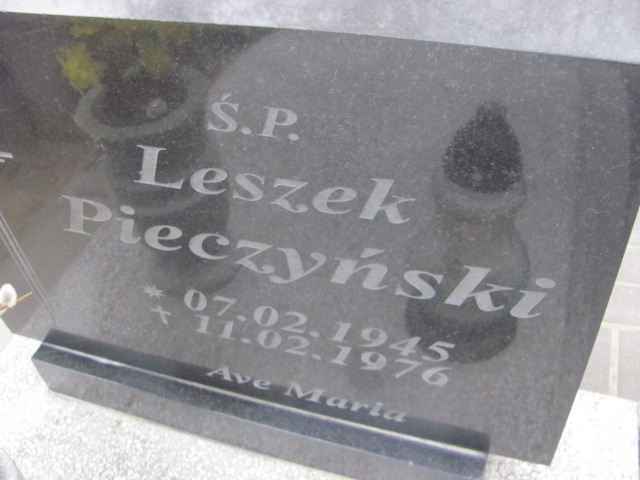 Ś.P.
Leszek
Pieczyński
* 07.02.1945
✝ 11.02.1976
Ave Maria